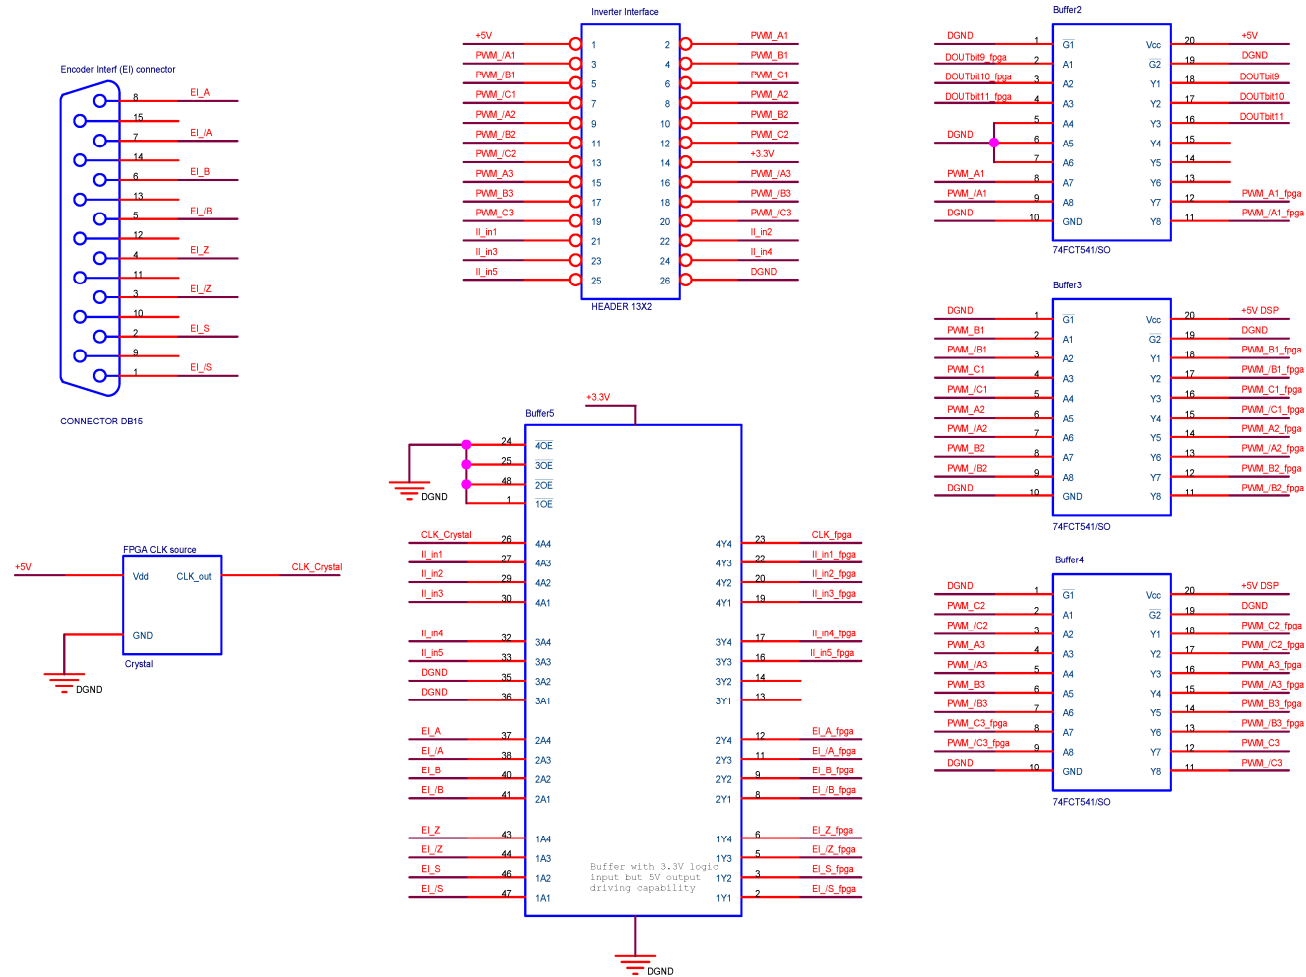 Encoder Interf (EI) connector
8 EI_A
15
7 EI_/A
14
6 EI_B
13
5 EI_/B
12
4 EI_Z
11
3 EI_/Z
10
2 EI_S
9
1 EI_/S
CONNECTOR DB15
Inverter Interface
+5V 1 2 PWM_A1
PWM_/A1 3 4 PWM_B1
PWM_/B1 5 6 PWM_C1
PWM_/C1 7 8 PWM_A2
PWM_/A2 9 10 PWM_B2
PWM_/B2 11 12 PWM_C2
PWM_/C2 13 14 +3.3V
PWM_A3 15 16 PWM_/A3
PWM_B3 17 18 PWM_/B3
PWM_C3 19 20 PWM_/C3
II_in1 21 22 II_in2
II_in3 23 24 II_in4
II_in5 25 26 DGND
HEADER 13X2
Buffer2
DGND 1 G1 Vcc 20 +5V
DOUTbit9_fpga 2 A1 G2 19 DGND
DOUTbit10_fpga 3 A2 Y1 18 DOUTbit9
DOUTbit11_fpga 4 A3 Y2 17 DOUTbit10
5 A4 Y3 16 DOUTbit11
DGND 6 A5 Y4 15
7 A6 Y5 14
PWM_A1 8 A7 Y6 13
PWM_/A1 9 A8 Y7 12 PWM_A1_fpga
DGND 10 GND Y8 11 PWM_/A1_fpga
74FCT541/SO
Buffer3
DGND 1 G1 Vcc 20 +5V DSP
PWM_B1 2 A1 G2 19 DGND
PWM_/B1 3 A2 Y1 18 PWM_B1_fpga
PWM_C1 4 A3 Y2 17 PWM_/B1_fpga
PWM_/C1 5 A4 Y3 16 PWM_C1_fpga
PWM_A2 6 A5 Y4 15 PWM_/C1_fpga
PWM_/A2 7 A6 Y5 14 PWM_A2_fpga
PWM_B2 8 A7 Y6 13 PWM_/A2_fpga
PWM_/B2 9 A8 Y7 12 PWM_B2_fpga
DGND 10 GND Y8 11 PWM_/B2_fpga
74FCT541/SO
Buffer4
DGND 1 G1 Vcc 20 +5V DSP
PWM_C2 2 A1 G2 19 DGND
PWM_/C2 3 A2 Y1 18 PWM_C2_fpga
PWM_A3 4 A3 Y2 17 PWM_/C2_fpga
PWM_/A3 5 A4 Y3 16 PWM_A3_fpga
PWM_B3 6 A5 Y4 15 PWM_/A3_fpga
PWM_/B3 7 A6 Y5 14 PWM_B3_fpga
PWM_C3_fpga 8 A7 Y6 13 PWM_/B3_fpga
PWM_/C3_fpga 9 A8 Y7 12 PWM_C3
DGND 10 GND Y8 11 PWM_/C3
74FCT541/SO
FPGA CLK source
+5V Vdd CLK_out CLK_Crystal
GND
Crystal
DGND
+3.3V
Buffer5
24 4OE
25 3OE
48 2OE
DGND
1 1OE
CLK_Crystal 26 4A4 4Y4 23 CLK_fpga
II_in1 27 4A3 4Y3 22 II_in1_fpga
II_in2 29 4A2 4Y2 20 II_in2_fpga
II_in3 30 4A1 4Y1 19 II_in3_fpga
II_in4 32 3A4 3Y4 17 II_in4_fpga
II_in5 33 3A3 3Y3 16 II_in5_fpga
DGND 35 3A2 3Y2 14
DGND 36 3A1 3Y1 13
EI_A 37 2A4 2Y4 12 EI_A_fpga
EI_/A 38 2A3 2Y3 11 EI_/A_fpga
EI_B 40 2A2 2Y2 9 EI_B_fpga
EI_/B 41 2A1 2Y1 8 EI_/B_fpga
EI_Z 43 1A4 1Y4 6 EI_Z_fpga
EI_/Z 44 1A3 1Y3 5 EI_/Z_fpga
EI_S 46 1A2 1Y2 3 EI_S_fpga
EI_/S 47 1A1 1Y1 2 EI_/S_fpga
Buffer with 3.3V logic
input but 5V output
driving capability
DGND